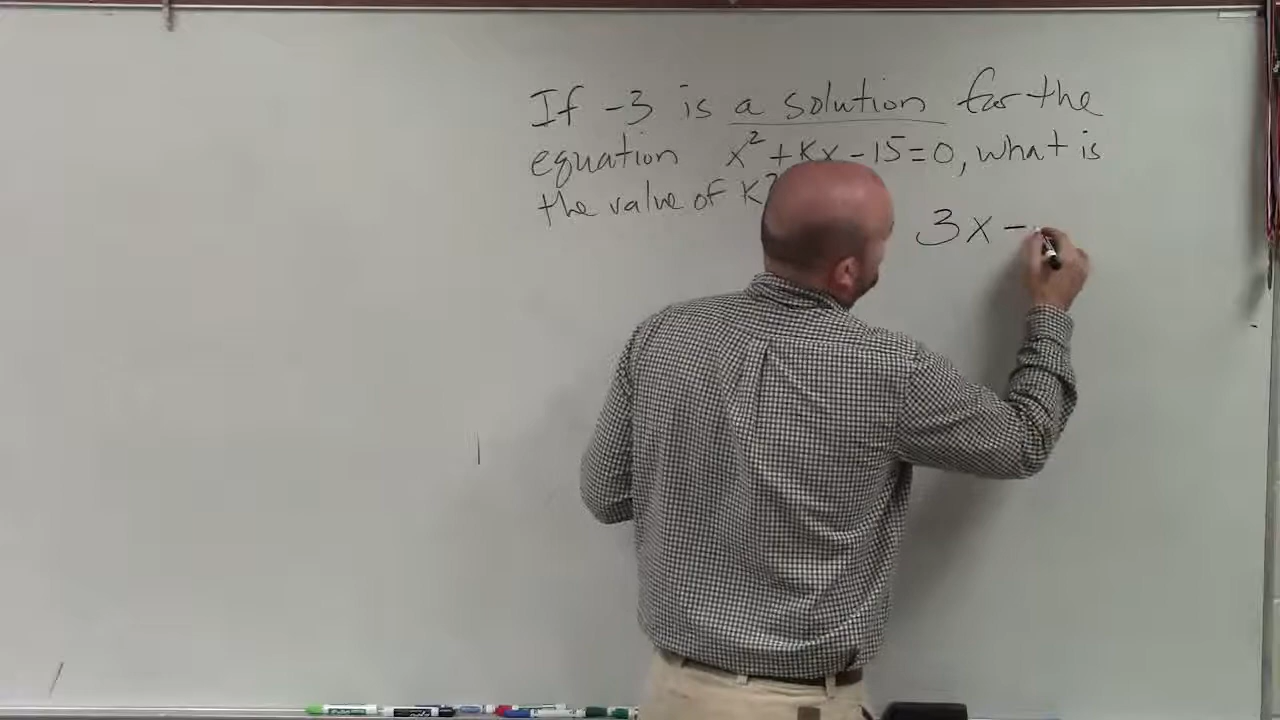 If -3 is a solution for the
equation x² + Kx - 15 = 0, what is
the value of K?
3x -